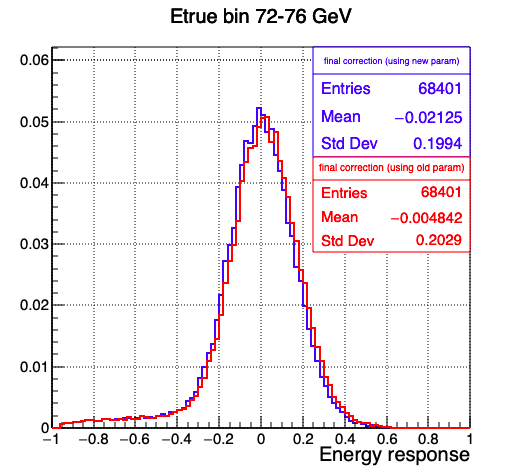 Etrue bin 72-76 GeV
final correction (using new param)
Entries 68401
Mean −0.02125
Std Dev 0.1994
final correction (using old param)
Entries 68401
Mean −0.004842
Std Dev 0.2029
0.06
0.05
0.04
0.03
0.02
0.01
0
−1 −0.8 −0.6 −0.4 −0.2 0 0.2 0.4 0.6 0.8 1
Energy response